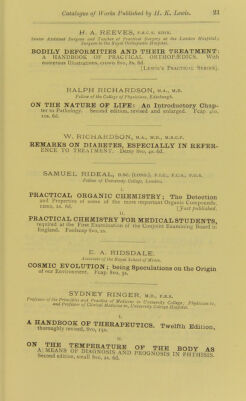 Catalogue of Works Published by H. K. Lewis. 23
H. A. REEVES, F.R.C.S. EDIN.
Senior Assistant Surgeon and Teacher of Practical Surgery at the London Hospital;
Surgeon to the Royal Orthopædic Hospital.
BODILY DEFORMITIES AND THEIR TREATMENT:
A HANDBOOK OF PRACTICAL ORTHOPÆDICS. With
numerous Illustrations, crown 8vo, 8s. 6d.
[LEWIS'S PRACTICAL SERIES].
RALPH RICHARDSON, M.A., M.D.
Fellow of the College of Physicians, Edinburgh.
ON THE NATURE OF LIFE: An Introductory Chap-
ter to Pathology. Second edition, revised and enlarged. Fcap. 4to,
10s. 6d.
W. RICHARDSON, M.A., M.D., M.R.C.P.
REMARKS ON DIABETES, ESPECIALLY IN REFER-
ENCE TO TREATMENT. Demy 8vo, 4s. 6d.
SAMUEL RIDEAL, D.SC. (LOND.), F.I.C., F.C.S., F.G.S.
Fellow of University College, London.
I.
PRACTICAL ORGANIC CHEMISTRY; The Detection
and Properties of some of the more important Organic Compounds.
12mo, 2s. 6d. [Just published.
II.
PRACTICAL CHEMISTRY FOR MEDICAL STUDENTS,
required at the First Examination of the Conjoint Examining Board in
England. Foolscap 8vo, 2s.
E. A. RIDSDALE.
Associate of the Royal School of Mines.
COSMIC EVOLUTION; being Speculations on the Origin
of our Environment. Fcap. 8vo, 3s.
SYDNEY RINGER, M.D., F.R.S.
Professor of the Principles and Practice of Medicine in University College; Physician to,
and Professor of Clinical Medicine in, University College Hospital.
I.
A HANDBOOK OF THERAPEUTICS. Twelfth Edition,
thoroughly revised, 8vo, 15s.
II.
ON THE TEMPERATURE OF THE BODY AS
A MEANS OF DIAGNOSIS AND PROGNOSIS IN PHTHISIS.
Second edition, small 8vo, 2s. 6d.